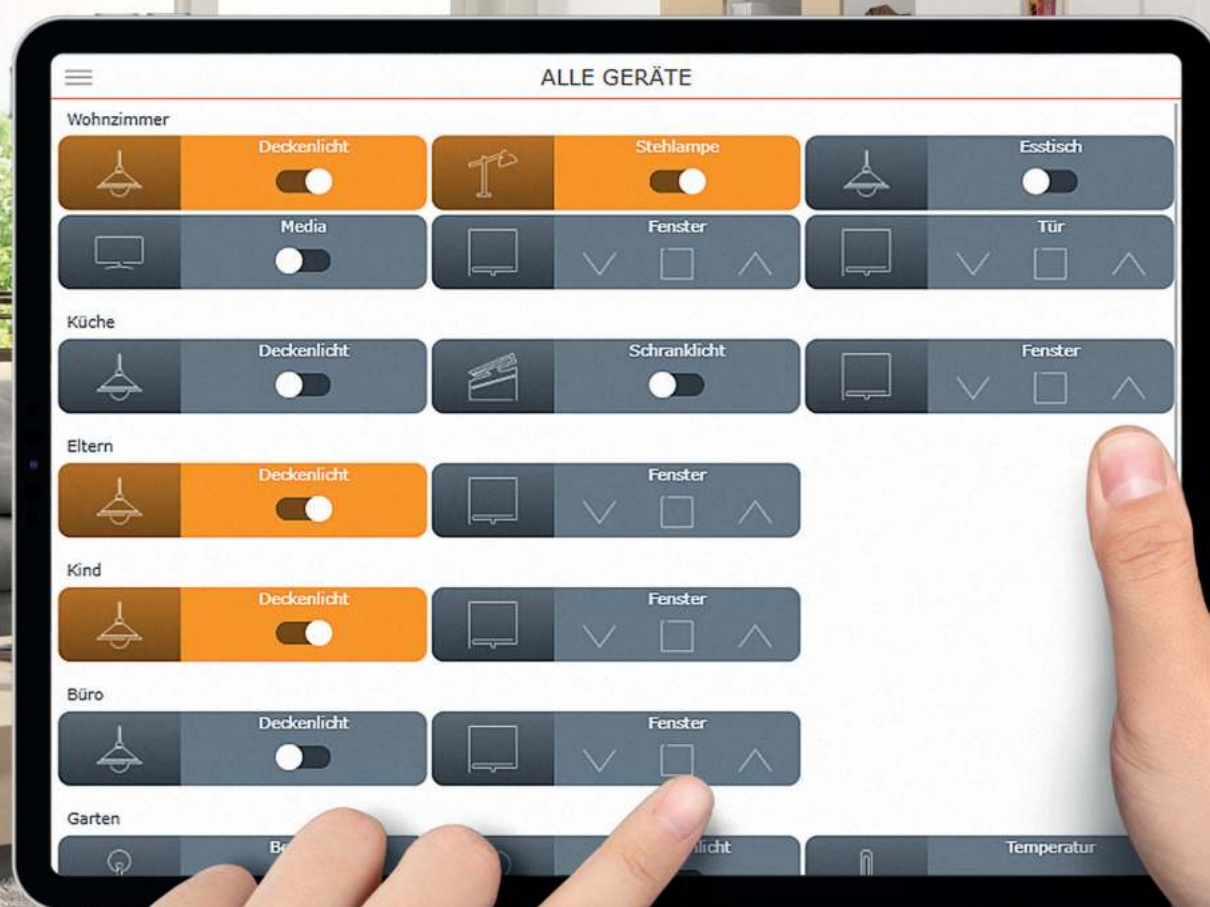 ALLE GERÄTE
Wohnzimmer
Deckenlicht Stehlampe Esstisch
Media Fenster Tür
Küche
Deckenlicht Schranklicht Fenster
Eltern
Deckenlicht Fenster
Kind
Deckenlicht Fenster
Büro
Deckenlicht Fenster
Garten
Temperatur